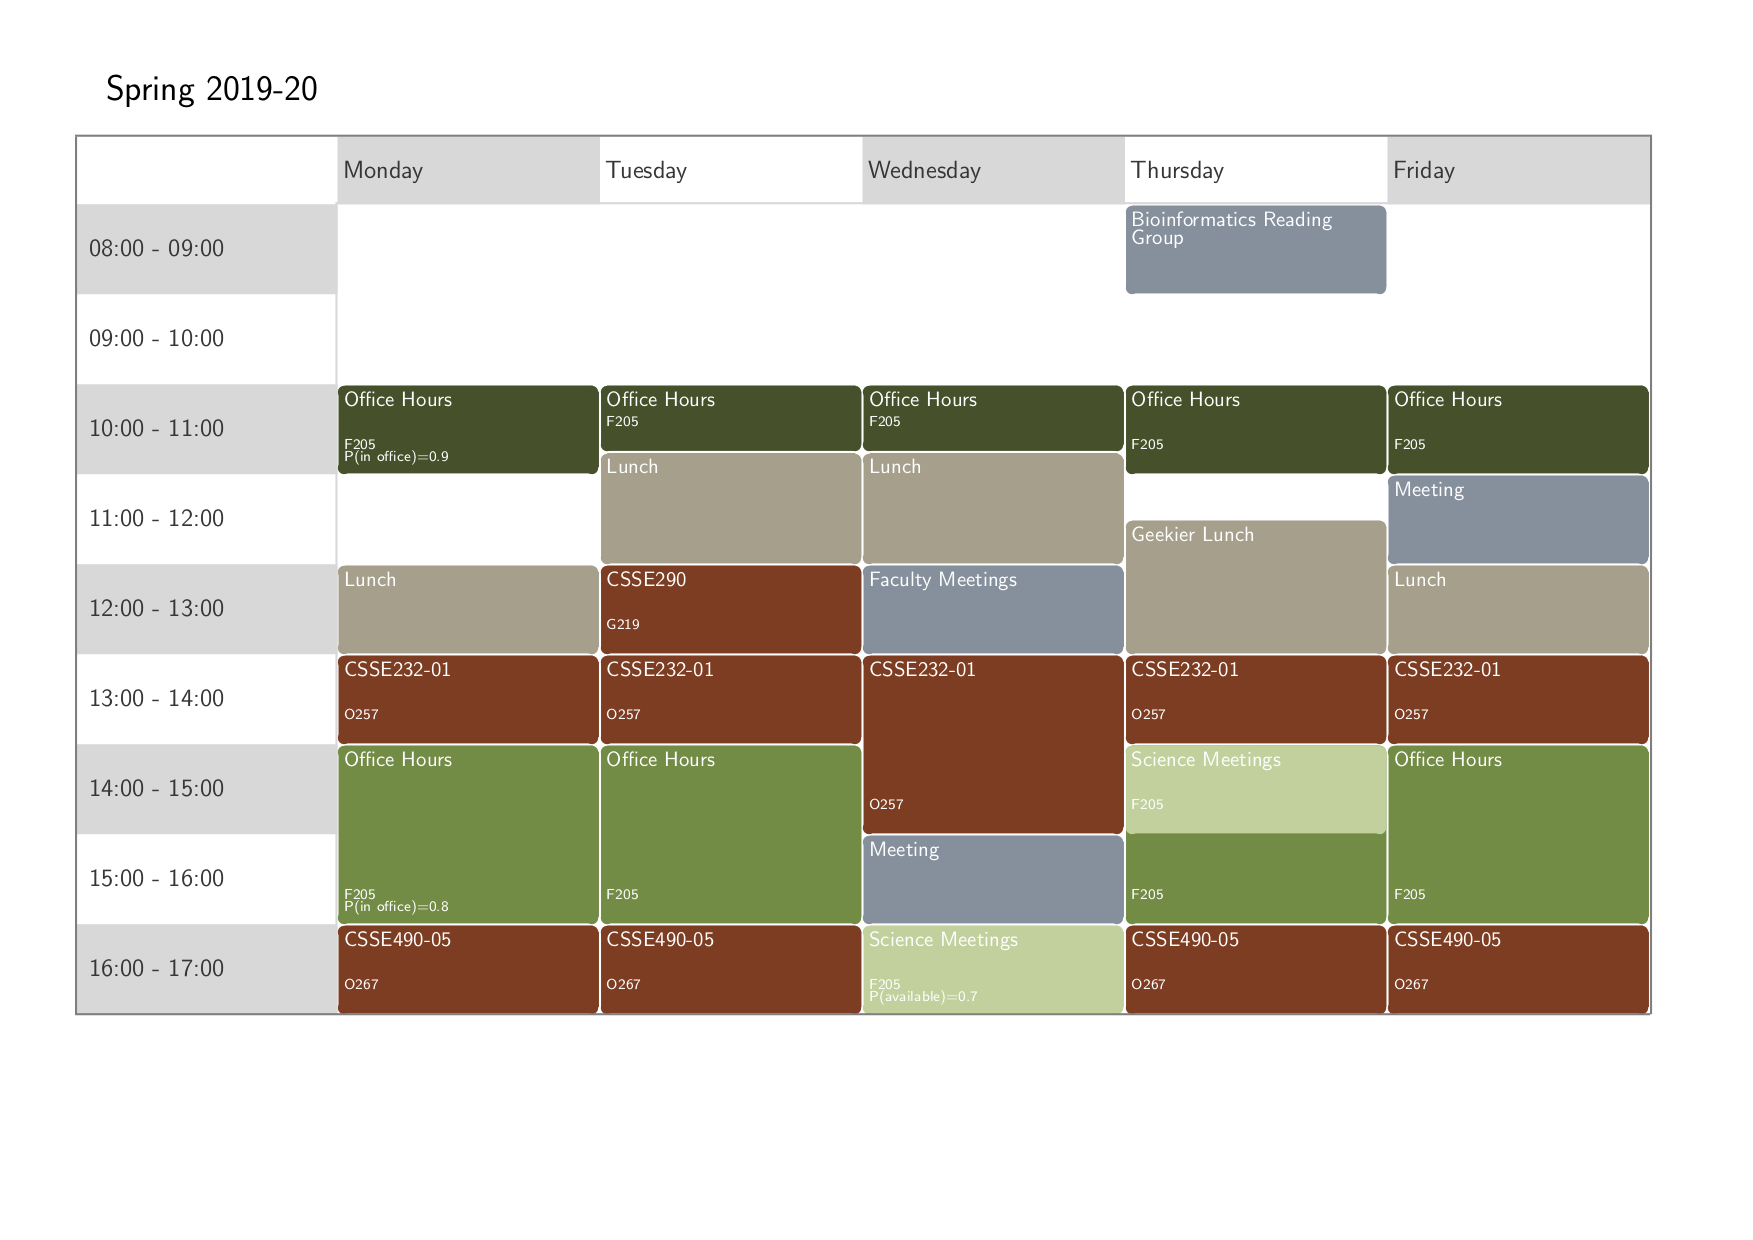 Spring 2019-20
Monday Tuesday Wednesday Thursday Friday
08:00 - 09:00
Bioinformatics Reading
Group
09:00 - 10:00
10:00 - 11:00
Office Hours
F205
P(in office)=0.9
Office Hours
F205
Office Hours
F205
Office Hours
F205
Office Hours
F205
11:00 - 12:00
Lunch
Lunch
Geekier Lunch
Meeting
12:00 - 13:00
Lunch
CSSE290
G219
Faculty Meetings
Lunch
13:00 - 14:00
CSSE232-01
O257
CSSE232-01
O257
CSSE232-01
O257
CSSE232-01
O257
CSSE232-01
O257
14:00 - 15:00
Office Hours
F205
P(in office)=0.8
Office Hours
F205
Science Meetings
F205
Office Hours
F205
15:00 - 16:00
Meeting
F205
16:00 - 17:00
CSSE490-05
O267
CSSE490-05
O267
Science Meetings
F205
P(available)=0.7
CSSE490-05
O267
CSSE490-05
O267